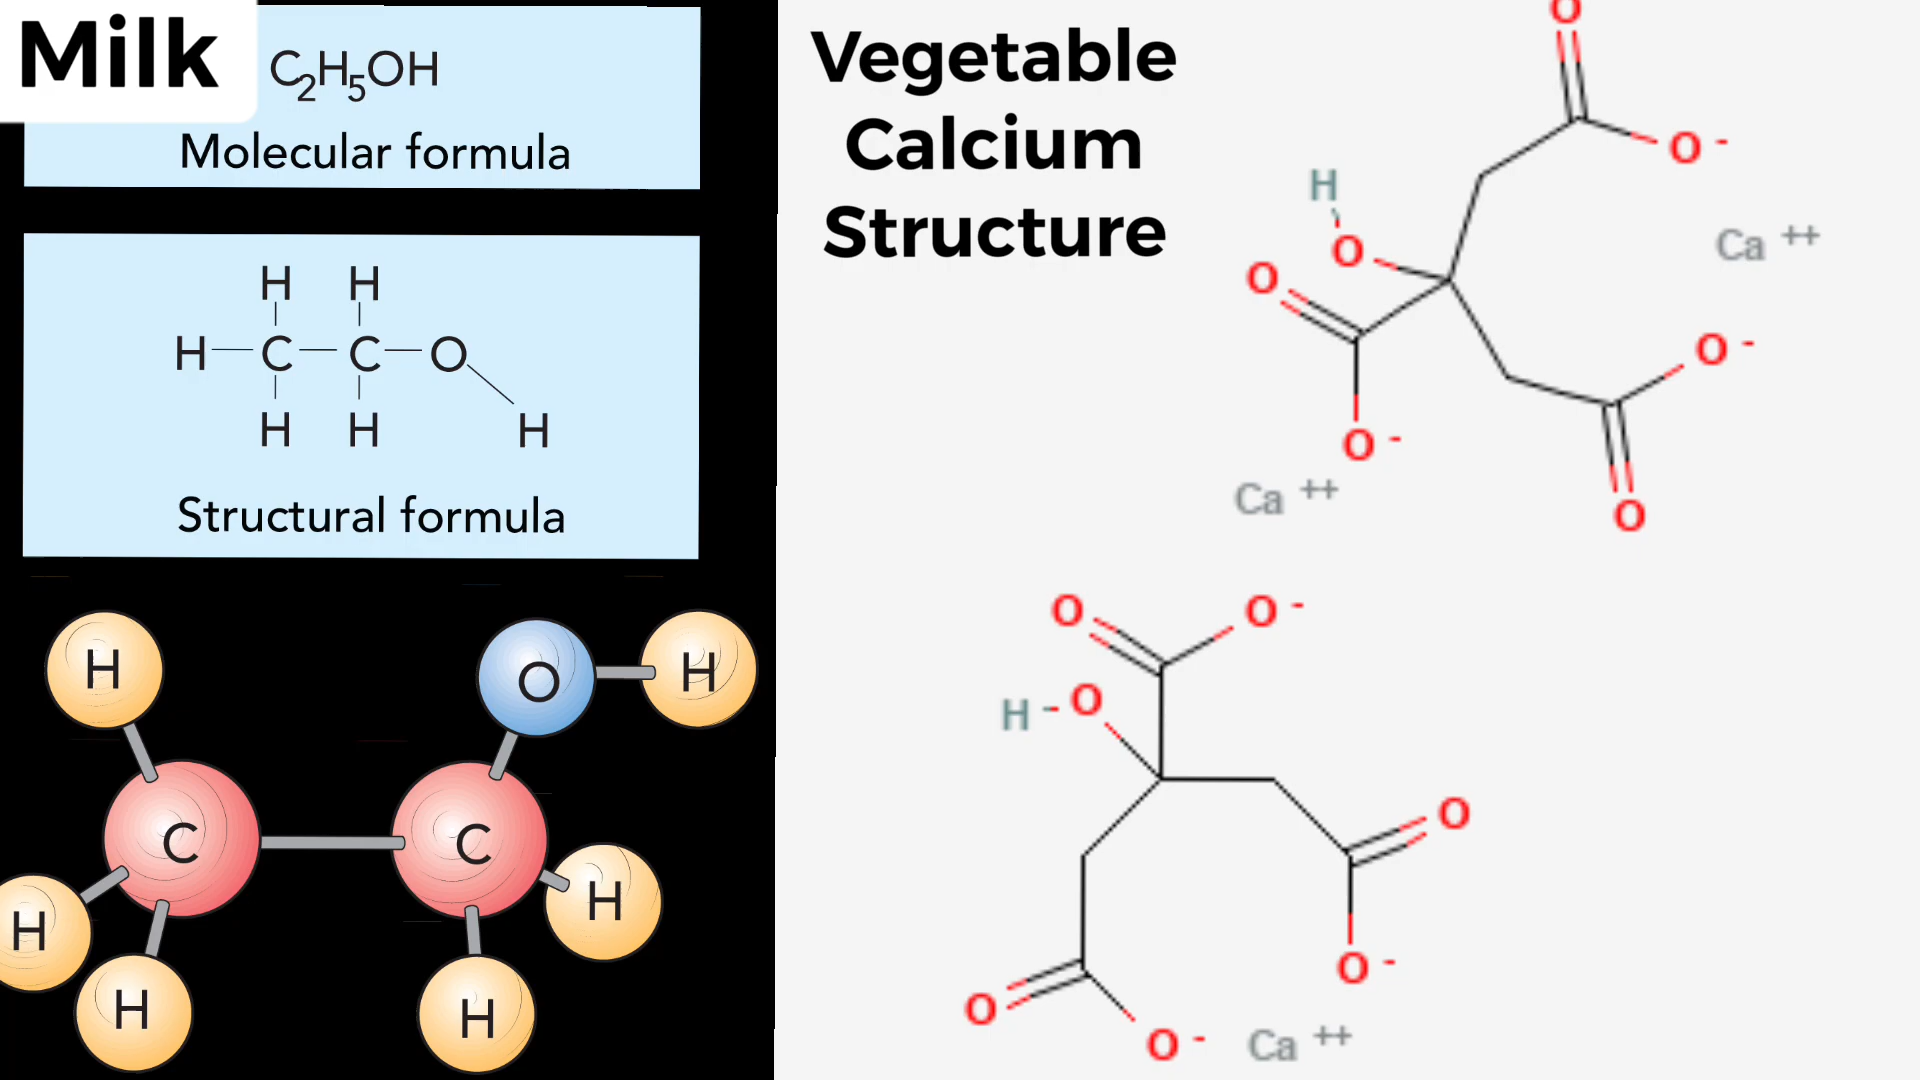 Milk
C2H5OH
Molecular formula
H H
H C C O
H H H
Structural formula
H O H
C C
H H
H H
Vegetable
Calcium
Structure
O
O -
H
Ca ++
O
O
O -
O -
Ca ++
O
O O -
H - O
O
O -
O
O - Ca ++